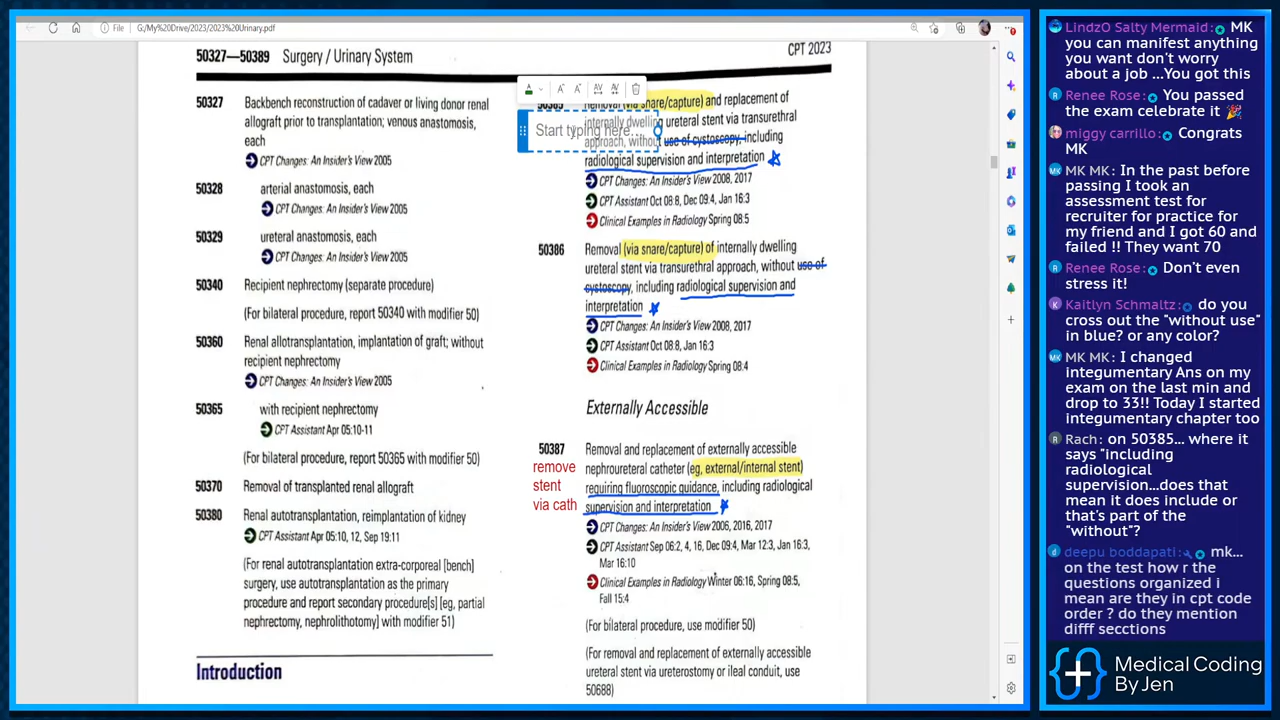 File
G:/My%20Drive/2023/2023%20Urinary.pdf
50327—50389 Surgery / Urinary System
CPT 2023
50327 Backbench reconstruction of cadaver or living donor renal
allograft prior to transplantation; venous anastomosis,
each
CPT Changes: An Insider's View 2005
50328 arterial anastomosis, each
CPT Changes: An Insider's View 2005
50329 ureteral anastomosis, each
CPT Changes: An Insider's View 2005
50340 Recipient nephrectomy (separate procedure)
(For bilateral procedure, report 50340 with modifier 50)
50360 Renal allotransplantation, implantation of graft; without
recipient nephrectomy
CPT Changes: An Insider's View 2005
50365 with recipient nephrectomy
CPT Assistant Apr 05:10-11
(For bilateral procedure, report 50365 with modifier 50)
50370 Removal of transplanted renal allograft
50380 Renal autotransplantation, reimplantation of kidney
CPT Assistant Apr 05:10, 12, Sep 19:11
(For renal autotransplantation extra-corporeal [bench]
surgery, use autotransplantation as the primary
procedure and report secondary procedure[s] [eg, partial
nephrectomy, nephrolithotomy] with modifier 51)
Introduction
50385 Removal (via snare/capture) and replacement of
internally dwelling ureteral stent via transurethral
Start typing here...
approach, without use of cystoscopy, including
radiological supervision and interpretation
CPT Changes: An Insider's View 2008, 2017
CPT Assistant Oct 08:8, Dec 09:4, Jan 16:3
Clinical Examples in Radiology Spring 08:5
50386 Removal (via snare/capture) of internally dwelling
ureteral stent via transurethral approach, without use of
cystoscopy, including radiological supervision and
interpretation
CPT Changes: An Insider's View 2008, 2017
CPT Assistant Oct 08:8, Jan 16:3
Clinical Examples in Radiology Spring 08:4
Externally Accessible
50387 Removal and replacement of externally accessible
nephroureteral catheter (eg, external/internal stent)
requiring fluoroscopic guidance, including radiological
supervision and interpretation
remove
stent
via cath
CPT Changes: An Insider's View 2006, 2016, 2017
CPT Assistant Sep 06:2, 4, 16, Dec 09:4, Mar 12:3, Jan 16:3,
Mar 16:10
Clinical Examples in Radiology Winter 06:16, Spring 08:5,
Fall 15:4
(For bilateral procedure, use modifier 50)
(For removal and replacement of externally accessible
ureteral stent via ureterostomy or ileal conduit, use
50688)
LindzO Salty Mermaid: MK
you can manifest anything
you want don't worry
about a job ...You got this
Renee Rose: You passed
the exam celebrate it 🎉
miggy carrillo: Congrats
MK
MK MK: In the past before
passing I took an
assessment test for
recruiter for practice for
my friend and I got 60 and
failed !! They want 70
Renee Rose: Don't even
stress it!
Kaitlyn Schmaltz: do you
cross out the "without use"
in blue? or any color?
MK MK: I changed
integumentary Ans on my
exam on the last min and
drop to 33!! Today I started
integumentary chapter too
Rach: on 50385... where it
says "including
radiological
supervision...does that
mean it does include or
that's part of the
"without"?
deepu boddapati: mk...
on the test how r the
questions organized i
mean are they in cpt code
order ? do they mention
difff secctions
Medical Coding
By Jen